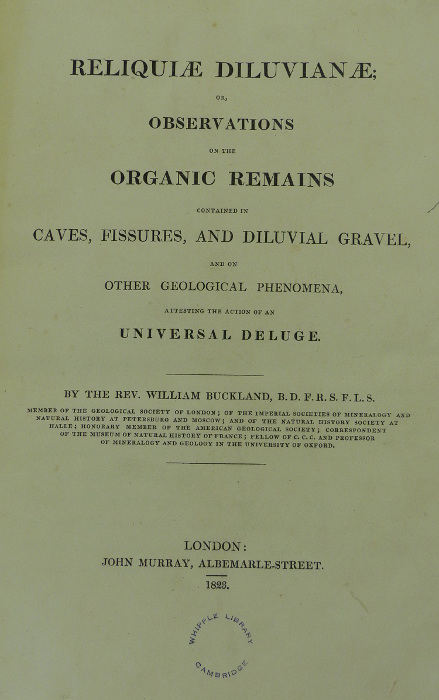 RELIQUIÆ DILUVIANÆ;
OR,
OBSERVATIONS
ON THE
ORGANIC REMAINS
CONTAINED IN
CAVES, FISSURES, AND DILUVIAL GRAVEL,
AND ON
OTHER GEOLOGICAL PHENOMENA,
ATTESTING THE ACTION OF AN
UNIVERSAL DELUGE.
BY THE REV. WILLIAM BUCKLAND, B.D. F.R.S. F.L.S.
MEMBER OF THE GEOLOGICAL SOCIETY OF LONDON; OF THE IMPERIAL SOCIETIES OF MINERALOGY AND
NATURAL HISTORY AT PETERSBURG AND MOSCOW; AND OF THE NATURAL HISTORY SOCIETY AT
HALLE; HONORARY MEMBER OF THE AMERICAN GEOLOGICAL SOCIETY; CORRESPONDENT
OF THE MUSEUM OF NATURAL HISTORY OF FRANCE; FELLOW OF C.C.C. AND PROFESSOR
OF MINERALOGY AND GEOLOGY IN THE UNIVERSITY OF OXFORD.
LONDON:
JOHN MURRAY, ALBEMARLE-STREET.
1823.
WHIPPLE LIBRARY
CAMBRIDGE